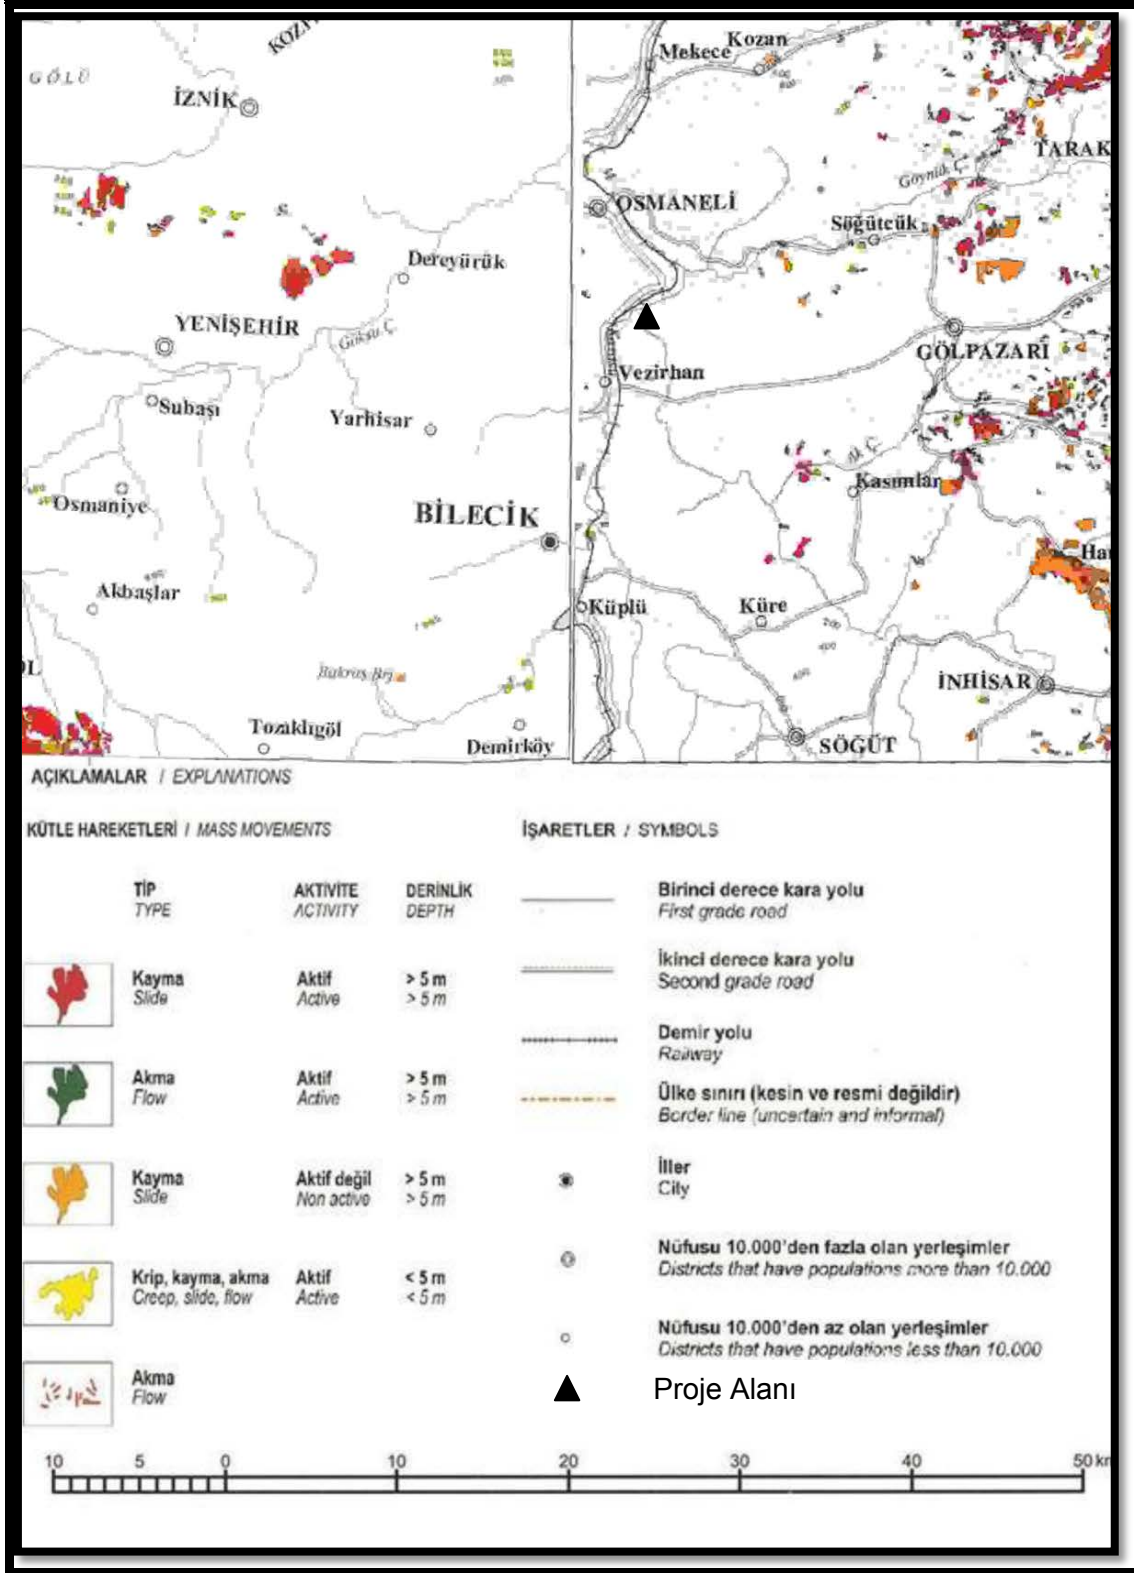 KOZI
Mekece
Kozan
GÖLÜ
İZNİK
TARAK
Göynük Ç.
OSMANELİ
Söğütcük
Dereyürük
YENİŞEHİR
Göksu Ç.
GÖLPAZARI
Vezirhan
Subaşı
Yarhisar
Ak Ç.
Kasımlar
Osmaniye
BİLECİK
Ha
Akbaşlar
Küplü
Küre
200
400
400
ÖL
İNHİSAR
Tozaklıgöl
Demirköy
SÖĞÜT
AÇIKLAMALAR / EXPLANATIONS
KÜTLE HAREKETLERİ / MASS MOVEMENTS
İŞARETLER / SYMBOLS
TİP AKTİVİTE DERİNLİK
TYPE ACTIVITY DEPTH
Birinci derece kara yolu
First grade road
Kayma Aktif > 5 m
Slide Active > 5 m
İkinci derece kara yolu
Second grade road
Demir yolu
Railway
Akma Aktif > 5 m
Flow Active > 5 m
Ülke sınırı (kesin ve resmi değildir)
Border line (uncertain and informal)
Kayma Aktif değil > 5 m
Slide Non active > 5 m
İller
City
Krip, kayma, akma Aktif < 5 m
Creep, slide, flow Active < 5 m
Nüfusu 10.000'den fazla olan yerleşimler
Districts that have populations more than 10.000
Nüfusu 10.000'den az olan yerleşimler
Districts that have populations less than 10.000
Akma
Flow
Proje Alanı
10 5 0 10 20 30 40 50 km